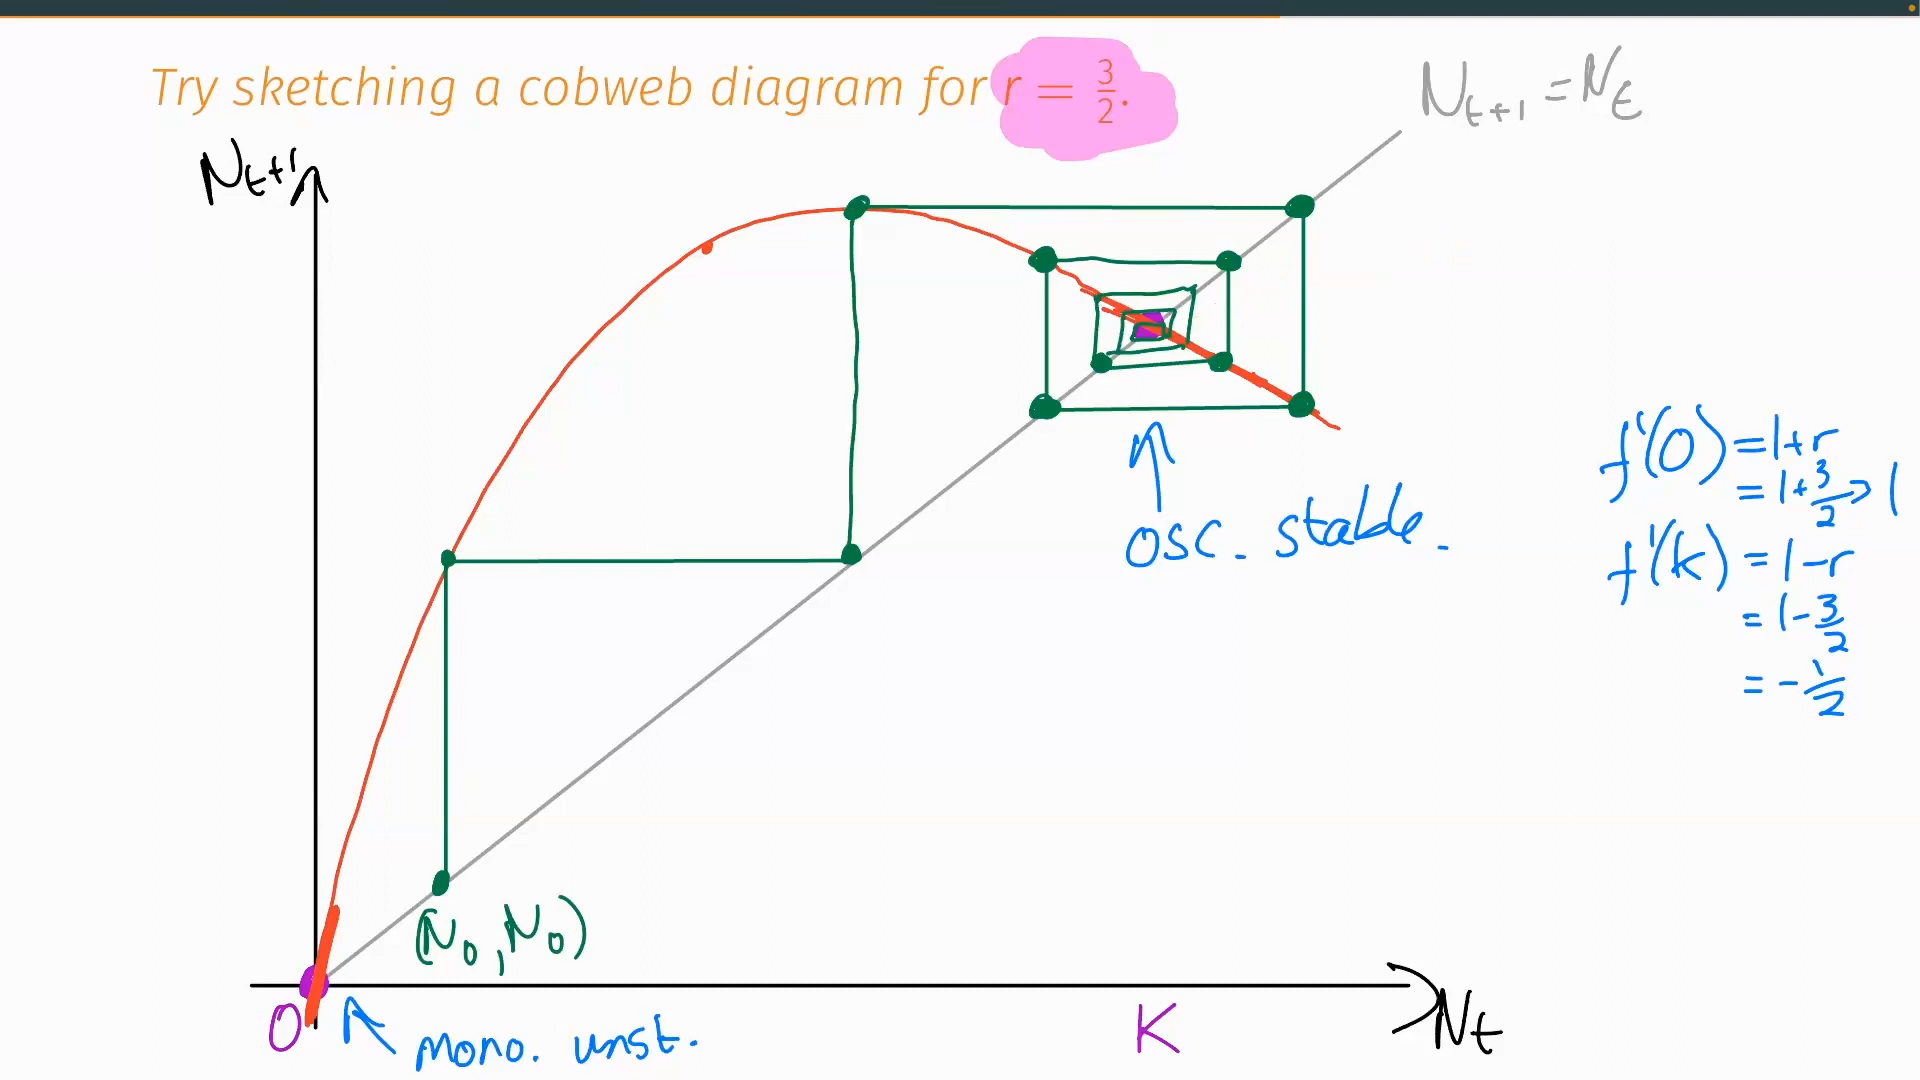 Try sketching a cobweb diagram for r = 3/2.
N_{t+1} = N_t
N_{t+1}
f'(0) = 1+r
= 1+3/2 > 1
osc. stable.
f'(K) = 1-r
= 1-3/2
= -1/2
(N_0, N_0)
0
mono. unst.
K
N_t